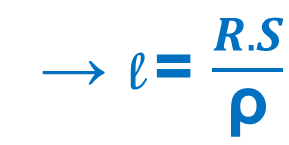 → ℓ = R.S / ρ